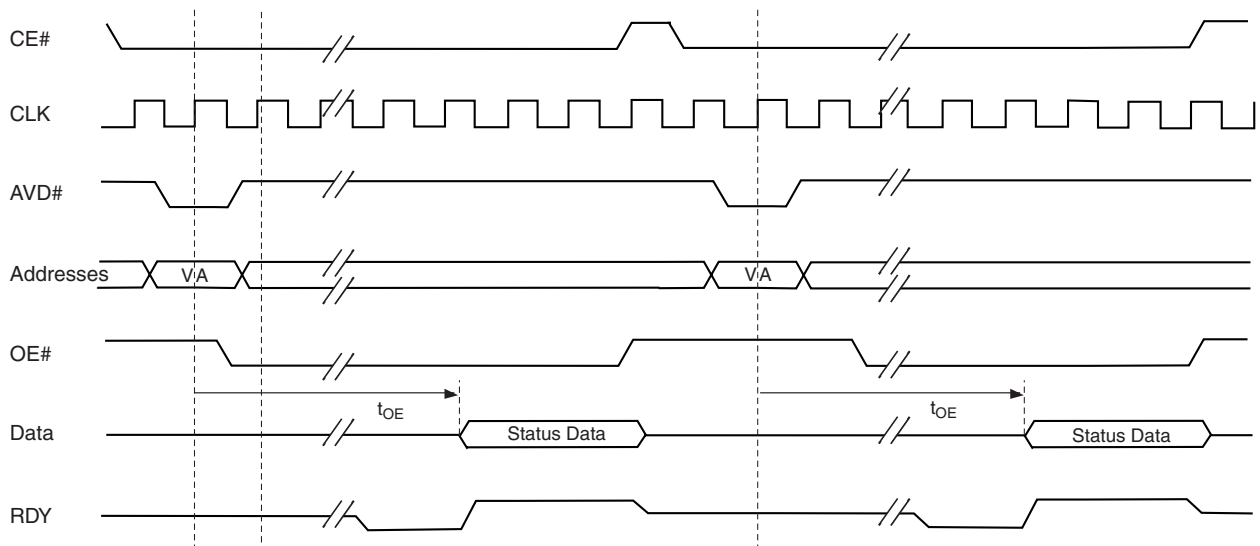 CE#
CLK
AVD#
Addresses VA VA
OE#
tOE tOE
Data Status Data Status Data
RDY